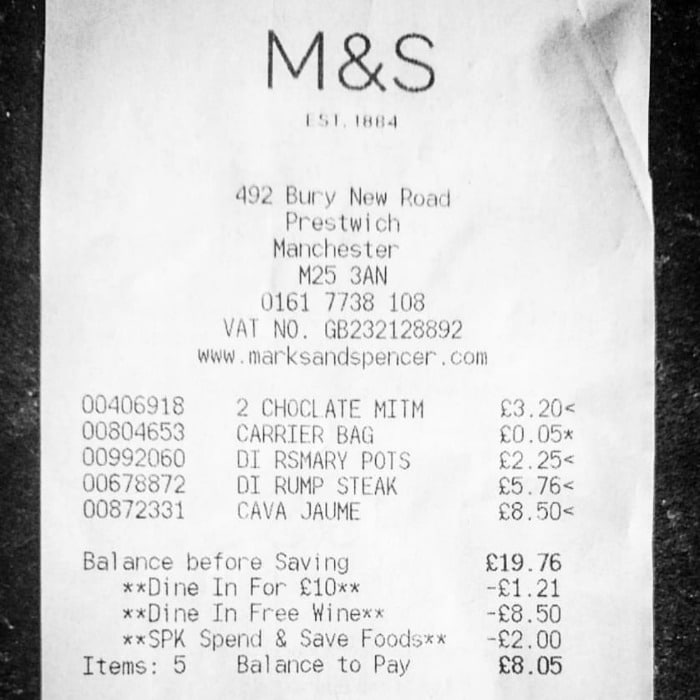 M&S
EST. 1884
492 Bury New Road
Prestwich
Manchester
M25 3AN
0161 7738 108
VAT NO. GB232128892
www.marksandspencer.com
00406918 2 CHOCLATE MITM £3.20<
00804653 CARRIER BAG £0.05*
00992060 DI RSMARY POTS £2.25<
00678872 DI RUMP STEAK £5.76<
00872331 CAVA JAUME £8.50<
Balance before Saving £19.76
**Dine In For £10** -£1.21
**Dine In Free Wine** -£8.50
**SPK Spend & Save Foods** -£2.00
Items: 5 Balance to Pay £8.05